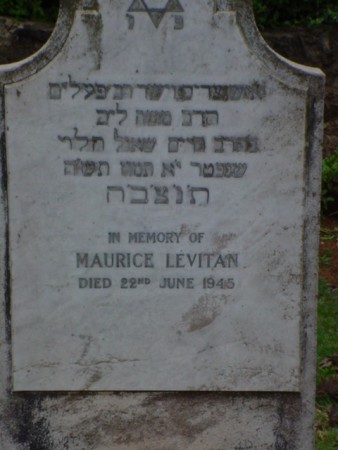 פעלים
הרב משה ליב
חיים שאול הלוי
שנפטר י"א תמוז תש"ה
תנצבה
IN MEMORY OF
MAURICE LEVITAN
DIED 22ND JUNE 1945